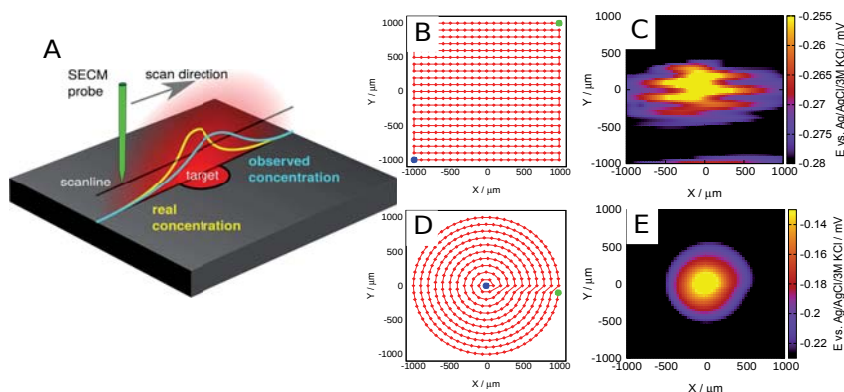 A
SECM
probe
scan direction
scanline
target
observed
concentration
real
concentration
B
1000
500
0
-500
-1000
Y / μm
-1000 -500 0 500 1000
X / μm
C
1000
500
0
-500
1000
Y / μm
-1000 -500 0 500 1000
X / μm
-0.255
-0.26
-0.265
-0.27
-0.275
-0.28
E vs. Ag/AgCl/3M KCl / mV
D
1000
500
0
-500
-1000
Y / μm
-1000 -500 0 500 1000
X / μm
E
1000
500
0
-500
-1000
Y / μm
-1000 -500 0 500 1000
X / μm
-0.14
-0.16
-0.18
-0.2
-0.22
E vs. Ag/AgCl/3M KCl / mV